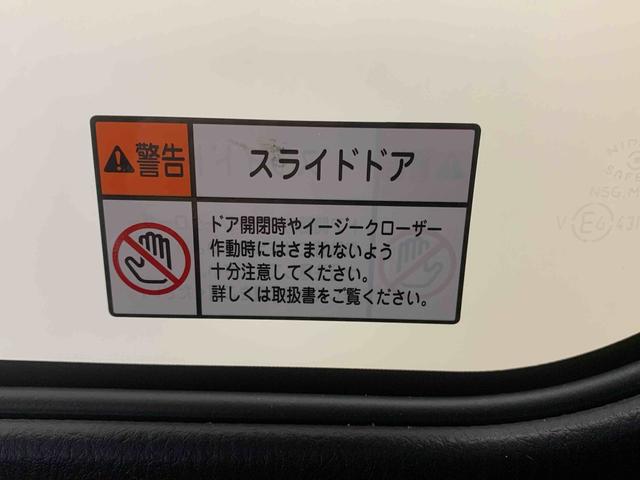 警告
スライドドア
ドア開閉時やイージークローザー
作動時にはさまれないよう
十分注意してください。
詳しくは取扱書をご覧ください。
NSG
E4